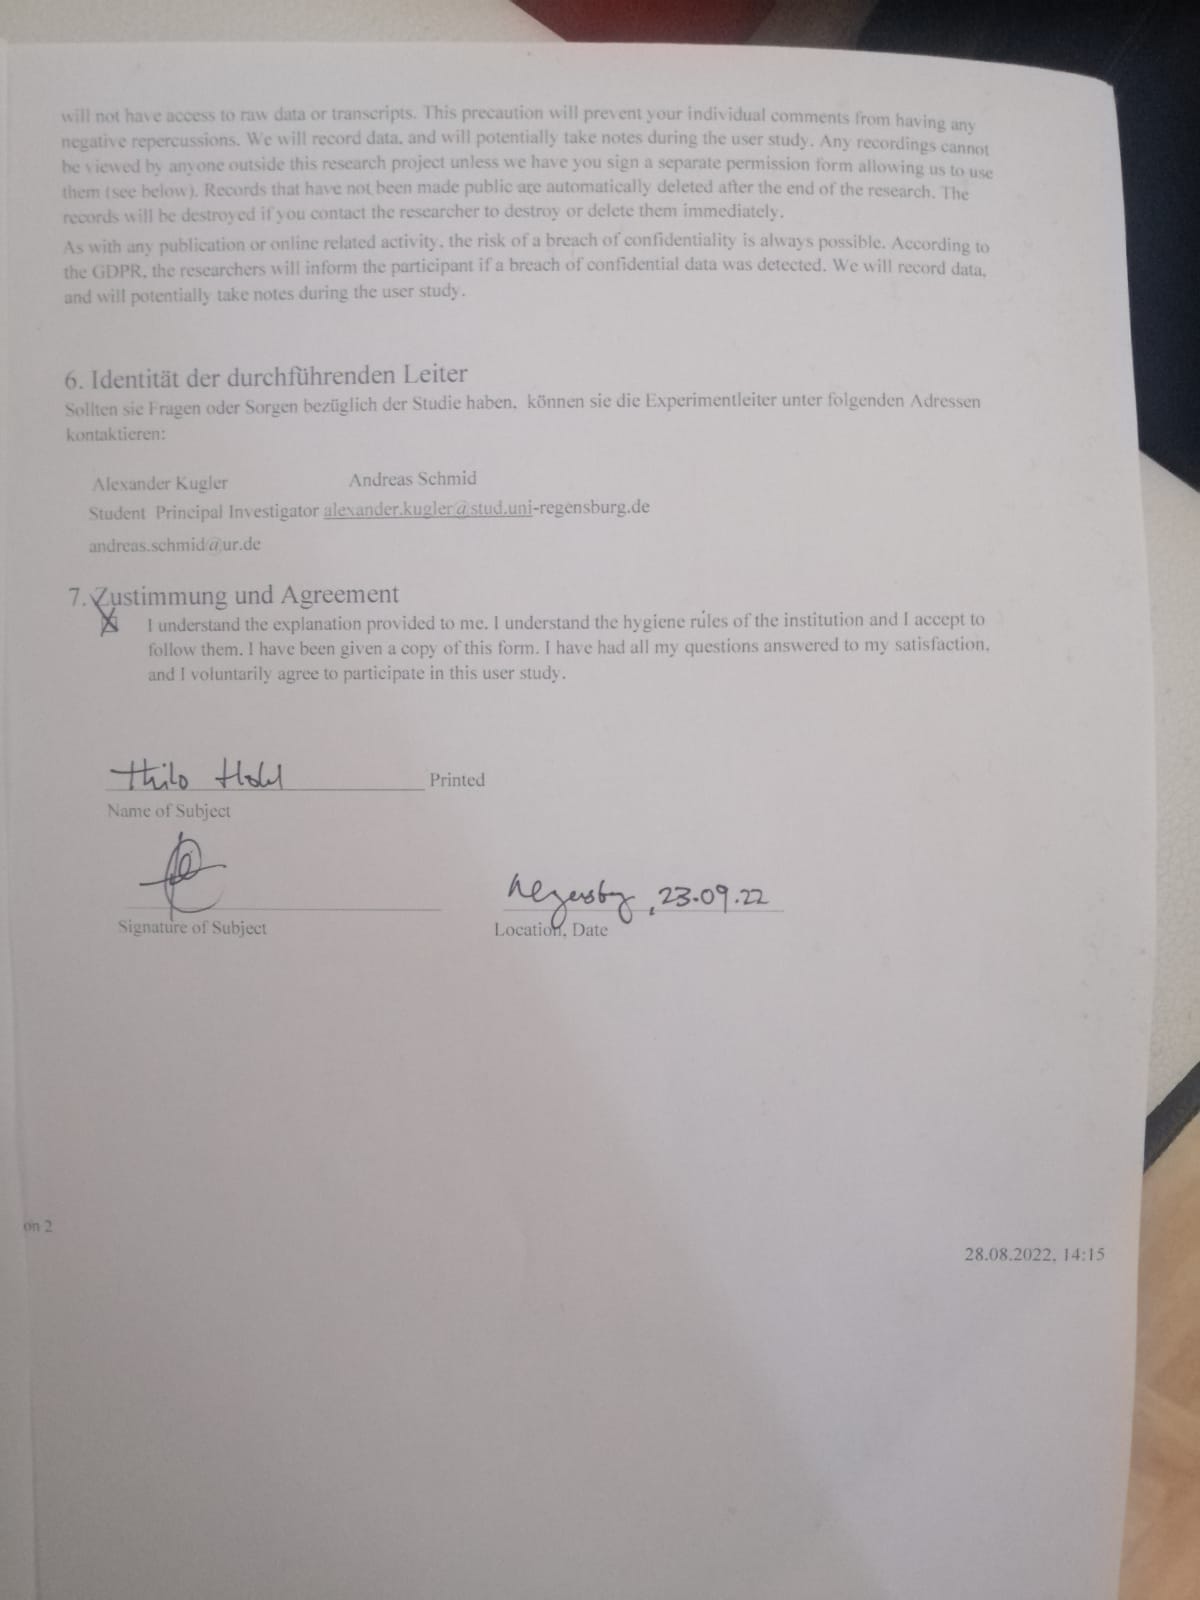 will not have access to raw data or transcripts. This precaution will prevent your individual comments from having any
negative repercussions. We will record data, and will potentially take notes during the user study. Any recordings cannot
be viewed by anyone outside this research project unless we have you sign a separate permission form allowing us to use
them (see below). Records that have not been made public are automatically deleted after the end of the research. The
records will be destroyed if you contact the researcher to destroy or delete them immediately.
As with any publication or online related activity, the risk of a breach of confidentiality is always possible. According to
the GDPR, the researchers will inform the participant if a breach of confidential data was detected. We will record data,
and will potentially take notes during the user study.
6. Identität der durchführenden Leiter
Sollten sie Fragen oder Sorgen bezüglich der Studie haben, können sie die Experimentleiter unter folgenden Adressen
kontaktieren:
Alexander Kugler Andreas Schmid
Student Principal Investigator alexander.kugler@stud.uni-regensburg.de
andreas.schmid@ur.de
7. Zustimmung und Agreement
I understand the explanation provided to me. I understand the hygiene rules of the institution and I accept to
follow them. I have been given a copy of this form. I have had all my questions answered to my satisfaction,
and I voluntarily agree to participate in this user study.
Thilo Printed
Name of Subject
, 23.09.22
Signature of Subject
Location, Date
on 2
28.08.2022, 14:15